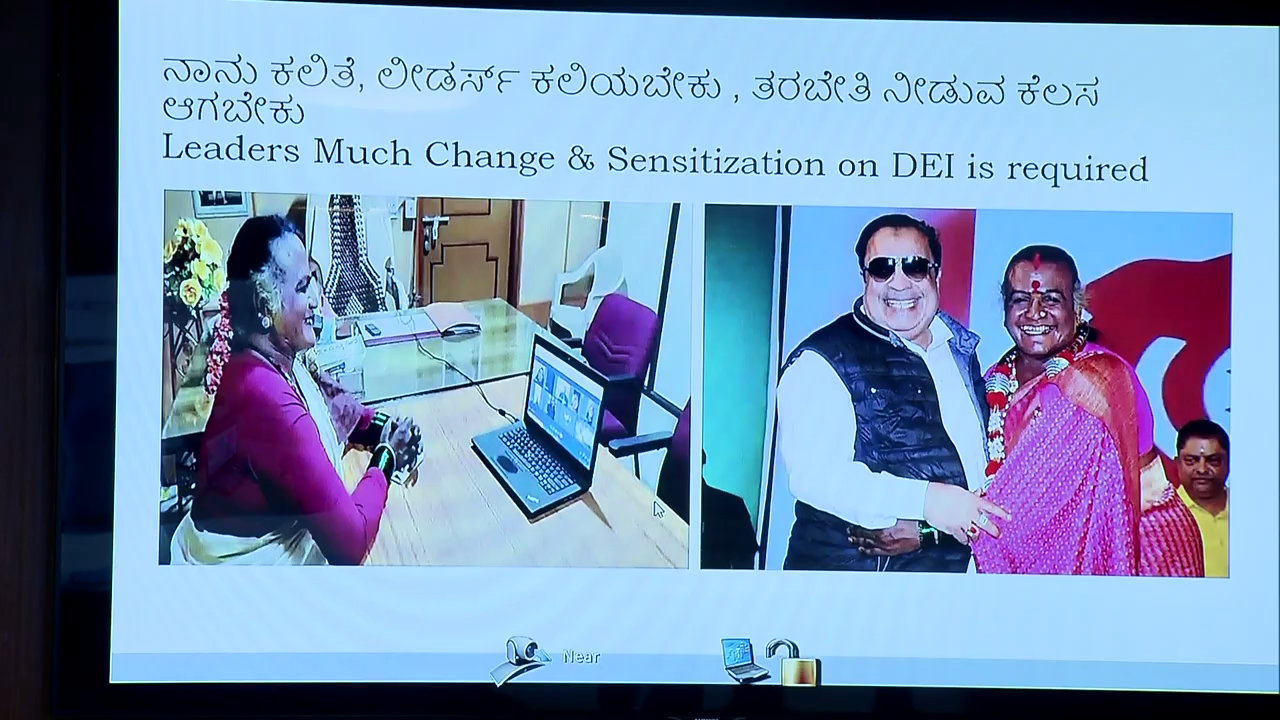 ನಾನು ಕಲಿತೆ, ಲೀಡರ್ಸ್ ಕಲಿಯಬೇಕು , ತರಬೇತಿ ನೀಡುವ ಕೆಲಸ
ಆಗಬೇಕು
Leaders Much Change & Sensitization on DEI is required
Near